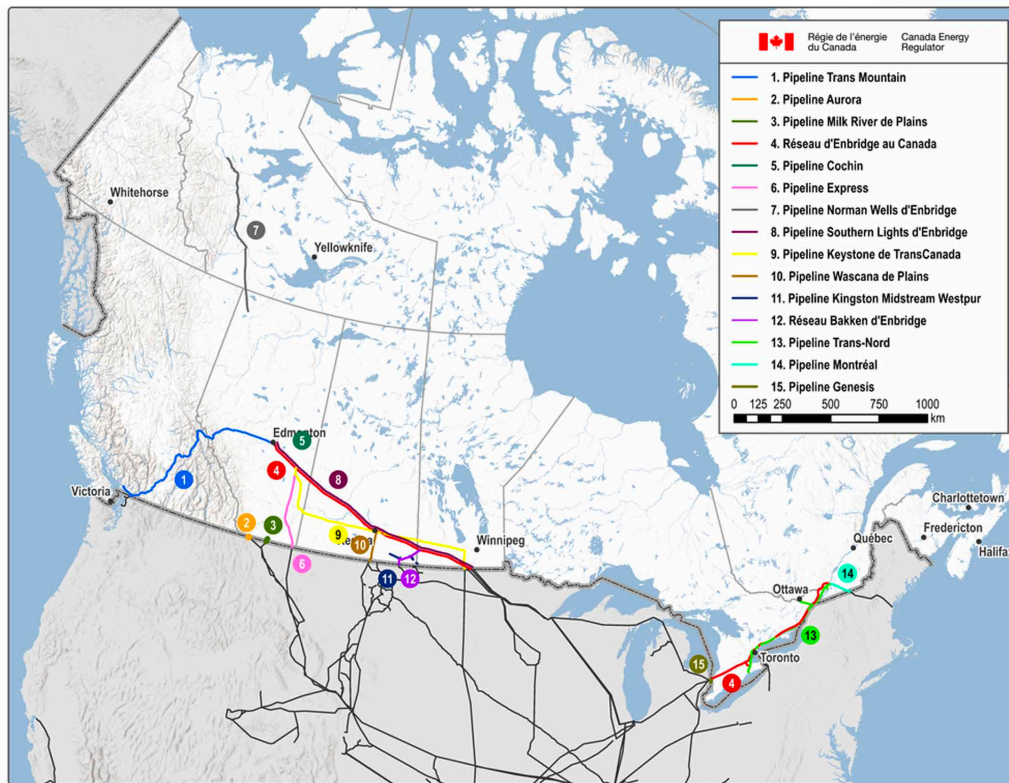 Régie de l'énergie
du Canada
Canada Energy
Regulator
1. Pipeline Trans Mountain
2. Pipeline Aurora
3. Pipeline Milk River de Plains
4. Réseau d'Enbridge au Canada
5. Pipeline Cochin
6. Pipeline Express
7. Pipeline Norman Wells d'Enbridge
8. Pipeline Southern Lights d'Enbridge
9. Pipeline Keystone de TransCanada
10. Pipeline Wascana de Plains
11. Pipeline Kingston Midstream Westpur
12. Réseau Bakken d'Enbridge
13. Pipeline Trans-Nord
14. Pipeline Montréal
15. Pipeline Genesis
0 125 250 500 750 1000
km
Whitehorse
7
Yellowknife
Edmonton
5
4
8
1
Victoria
2
3
9
10
Winnipeg
6
11
12
Charlottetown
Fredericton
Halifa
Québec
14
Ottawa
13
Toronto
15
4